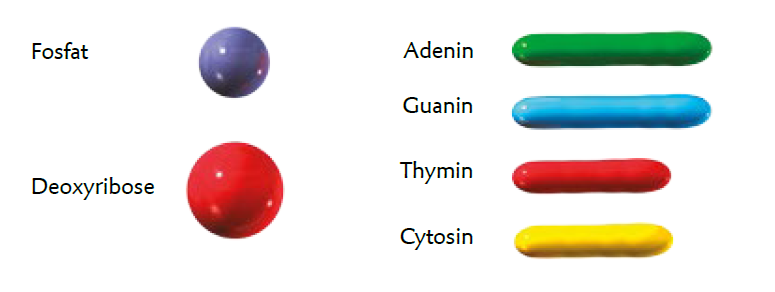 Fosfat
Deoxyribose
Adenin
Guanin
Thymin
Cytosin